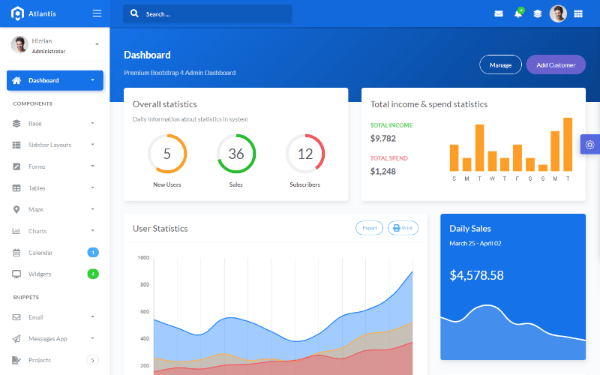 Atlantis
Search ...
4
Hizrian
Administrator
Dashboard
Premium Bootstrap 4 Admin Dashboard
Manage
Add Customer
Dashboard
COMPONENTS
Base
Sidebar Layouts
Forms
Tables
Maps
Charts
Calendar
Widgets
4
SNIPPETS
Email
Messages App
Projects
5
Overall statistics
Daily information about statistics in system
5
36
12
New Users
Sales
Subscribers
Total income & spend statistics
TOTAL INCOME
$9.782
TOTAL SPEND
$1,248
S M T W T F S S M T
User Statistics
Export
Print
1000
800
600
400
200
Daily Sales
March 25 - April 02
$4,578.58